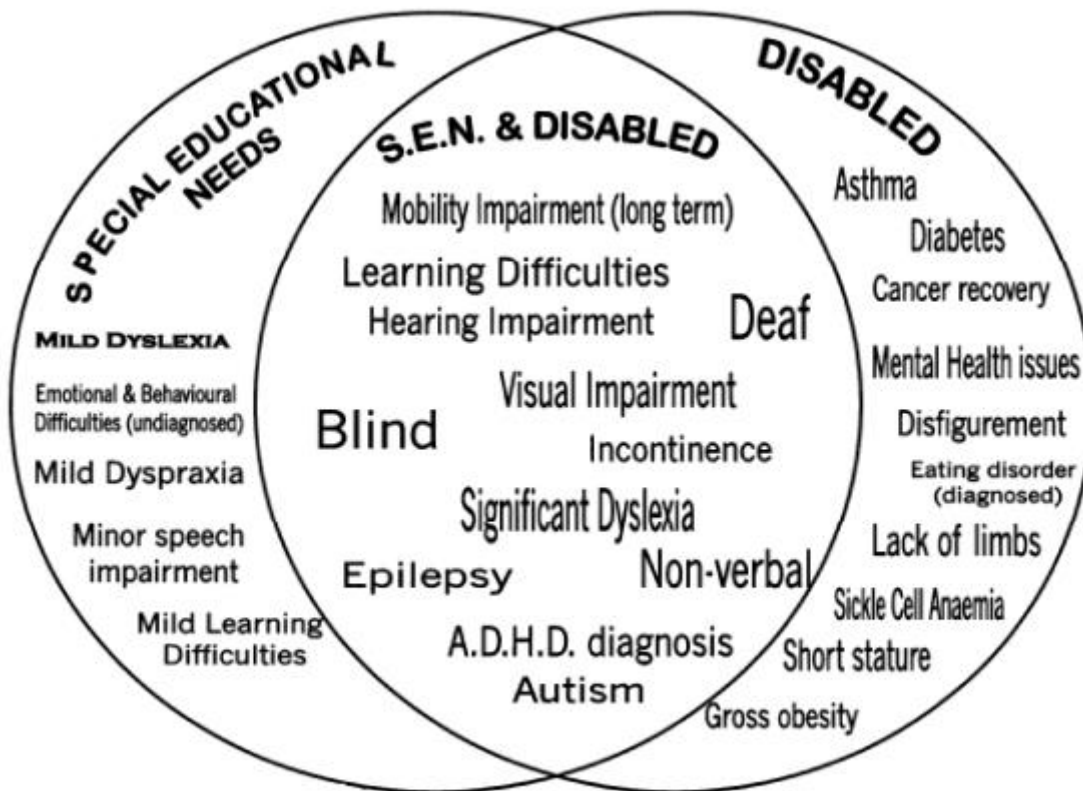 SPECIAL EDUCATIONAL
NEEDS
MILD DYSLEXIA
Emotional & Behavioural
Difficulties (undiagnosed)
Mild Dyspraxia
Minor speech
impairment
Mild Learning
Difficulties
S.E.N. & DISABLED
Mobility Impairment (long term)
Learning Difficulties
Hearing Impairment
Deaf
Visual Impairment
Blind
Incontinence
Significant Dyslexia
Epilepsy
Non-verbal
A.D.H.D. diagnosis
Autism
DISABLED
Asthma
Diabetes
Cancer recovery
Mental Health issues
Disfigurement
Eating disorder
(diagnosed)
Lack of limbs
Sickle Cell Anaemia
Short stature
Gross obesity